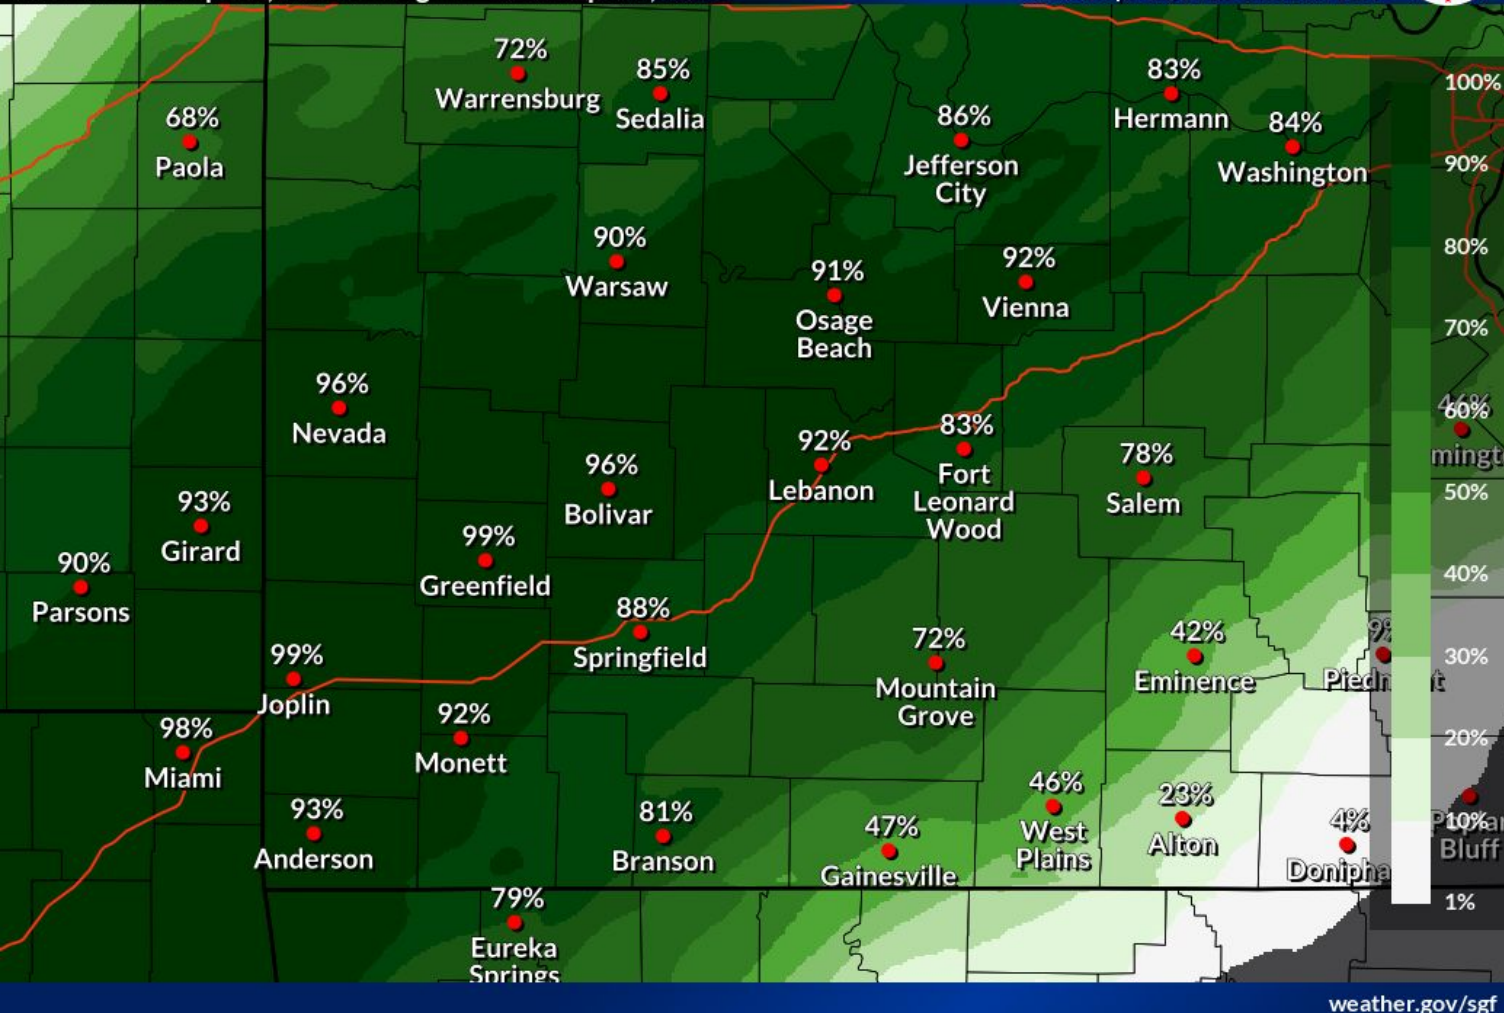 72%
Warrensburg
85%
Sedalia
83%
Hermann
100%
68%
Paola
86%
Jefferson
City
84%
Washington
90%
90%
Warsaw
91%
Osage
Beach
92%
Vienna
80%
70%
96%
Nevada
92%
Lebanon
83%
Fort
Leonard
Wood
78%
Salem
60%
50%
93%
Girard
96%
Bolivar
99%
Greenfield
90%
Parsons
40%
88%
Springfield
99%
Joplin
72%
Mountain
Grove
42%
Eminence
9%
30%
98%
Miami
92%
Monett
20%
93%
Anderson
81%
Branson
47%
Gainesville
46%
West
Plains
23%
Alton
4%
Donipha
10%
Bluff
79%
Eureka
Springs
1%
weather.gov/sgf